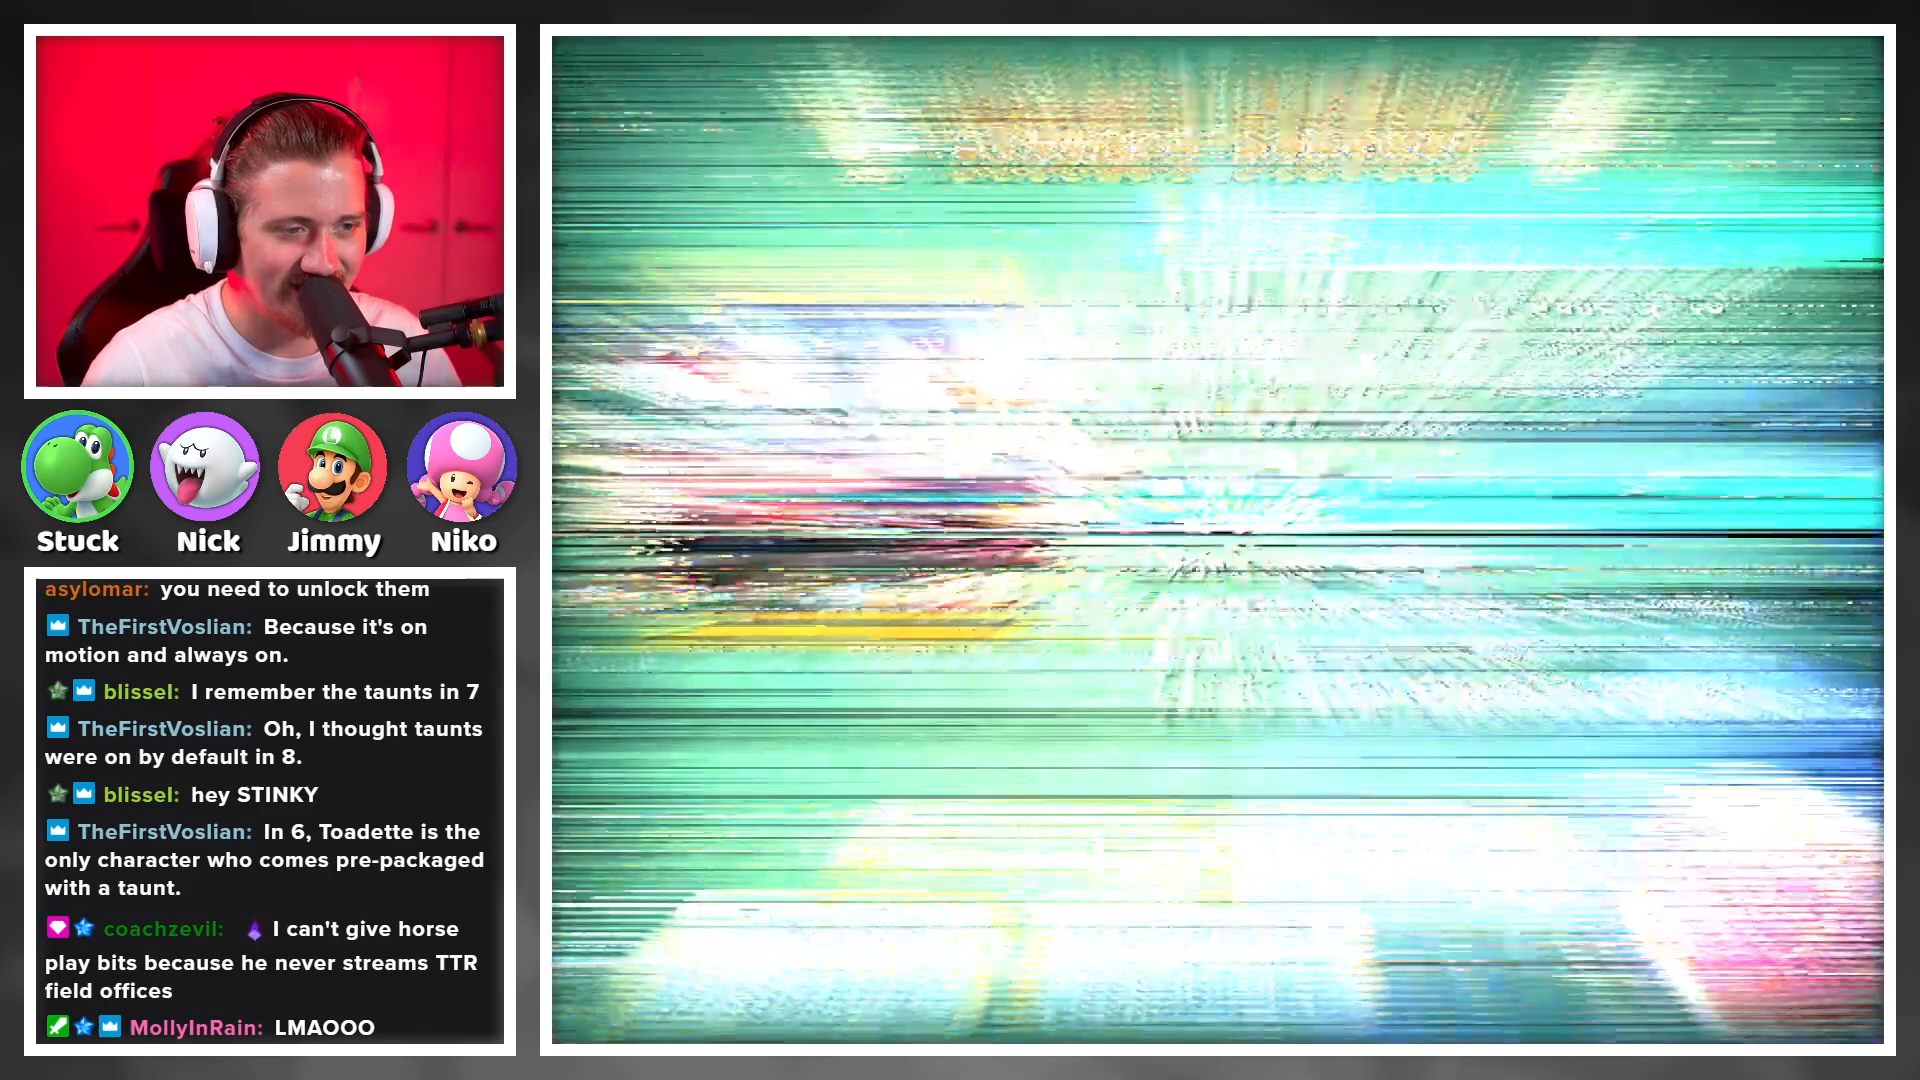 Stuck Nick Jimmy Niko
asylomar: you need to unlock them
TheFirstVoslian: Because it's on
motion and always on.
blissel: I remember the taunts in 7
TheFirstVoslian: Oh, I thought taunts
were on by default in 8.
blissel: hey STINKY
TheFirstVoslian: In 6, Toadette is the
only character who comes pre-packaged
with a taunt.
coachzevil: I can't give horse
play bits because he never streams TTR
field offices
MollyInRain: LMAOOO